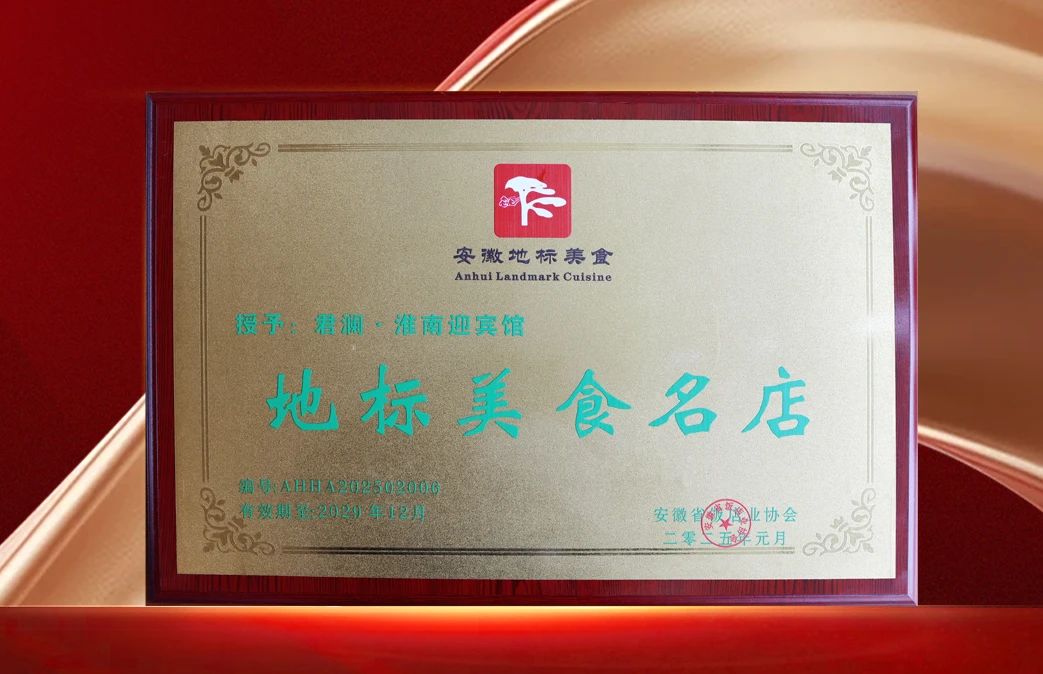 安徽地标美食
Anhui Landmark Cuisine
授予：君澜·淮南迎宾馆
地标美食名店
编号:AHHA202502006
有效期至:2029年12月
安徽省饭店业协会
二零二五年元月